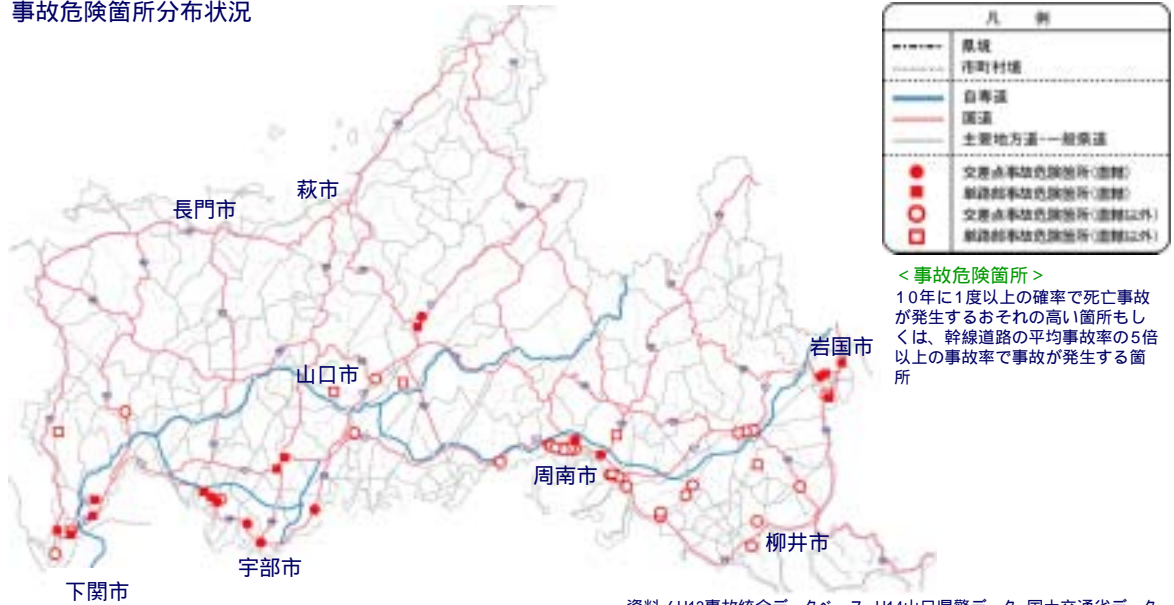 事故危険箇所分布状況
凡 例
県境
市町村境
自専道
国道
主要地方道・一般県道
交差点事故危険箇所(直轄)
単路部事故危険箇所(直轄)
交差点事故危険箇所(直轄以外)
単路部事故危険箇所(直轄以外)
<事故危険箇所>
10年に1度以上の確率で死亡事故
が発生するおそれの高い箇所もし
くは、幹線道路の平均事故率の5倍
以上の事故率で事故が発生する箇
所
萩市
長門市
岩国市
山口市
周南市
柳井市
宇部市
下関市